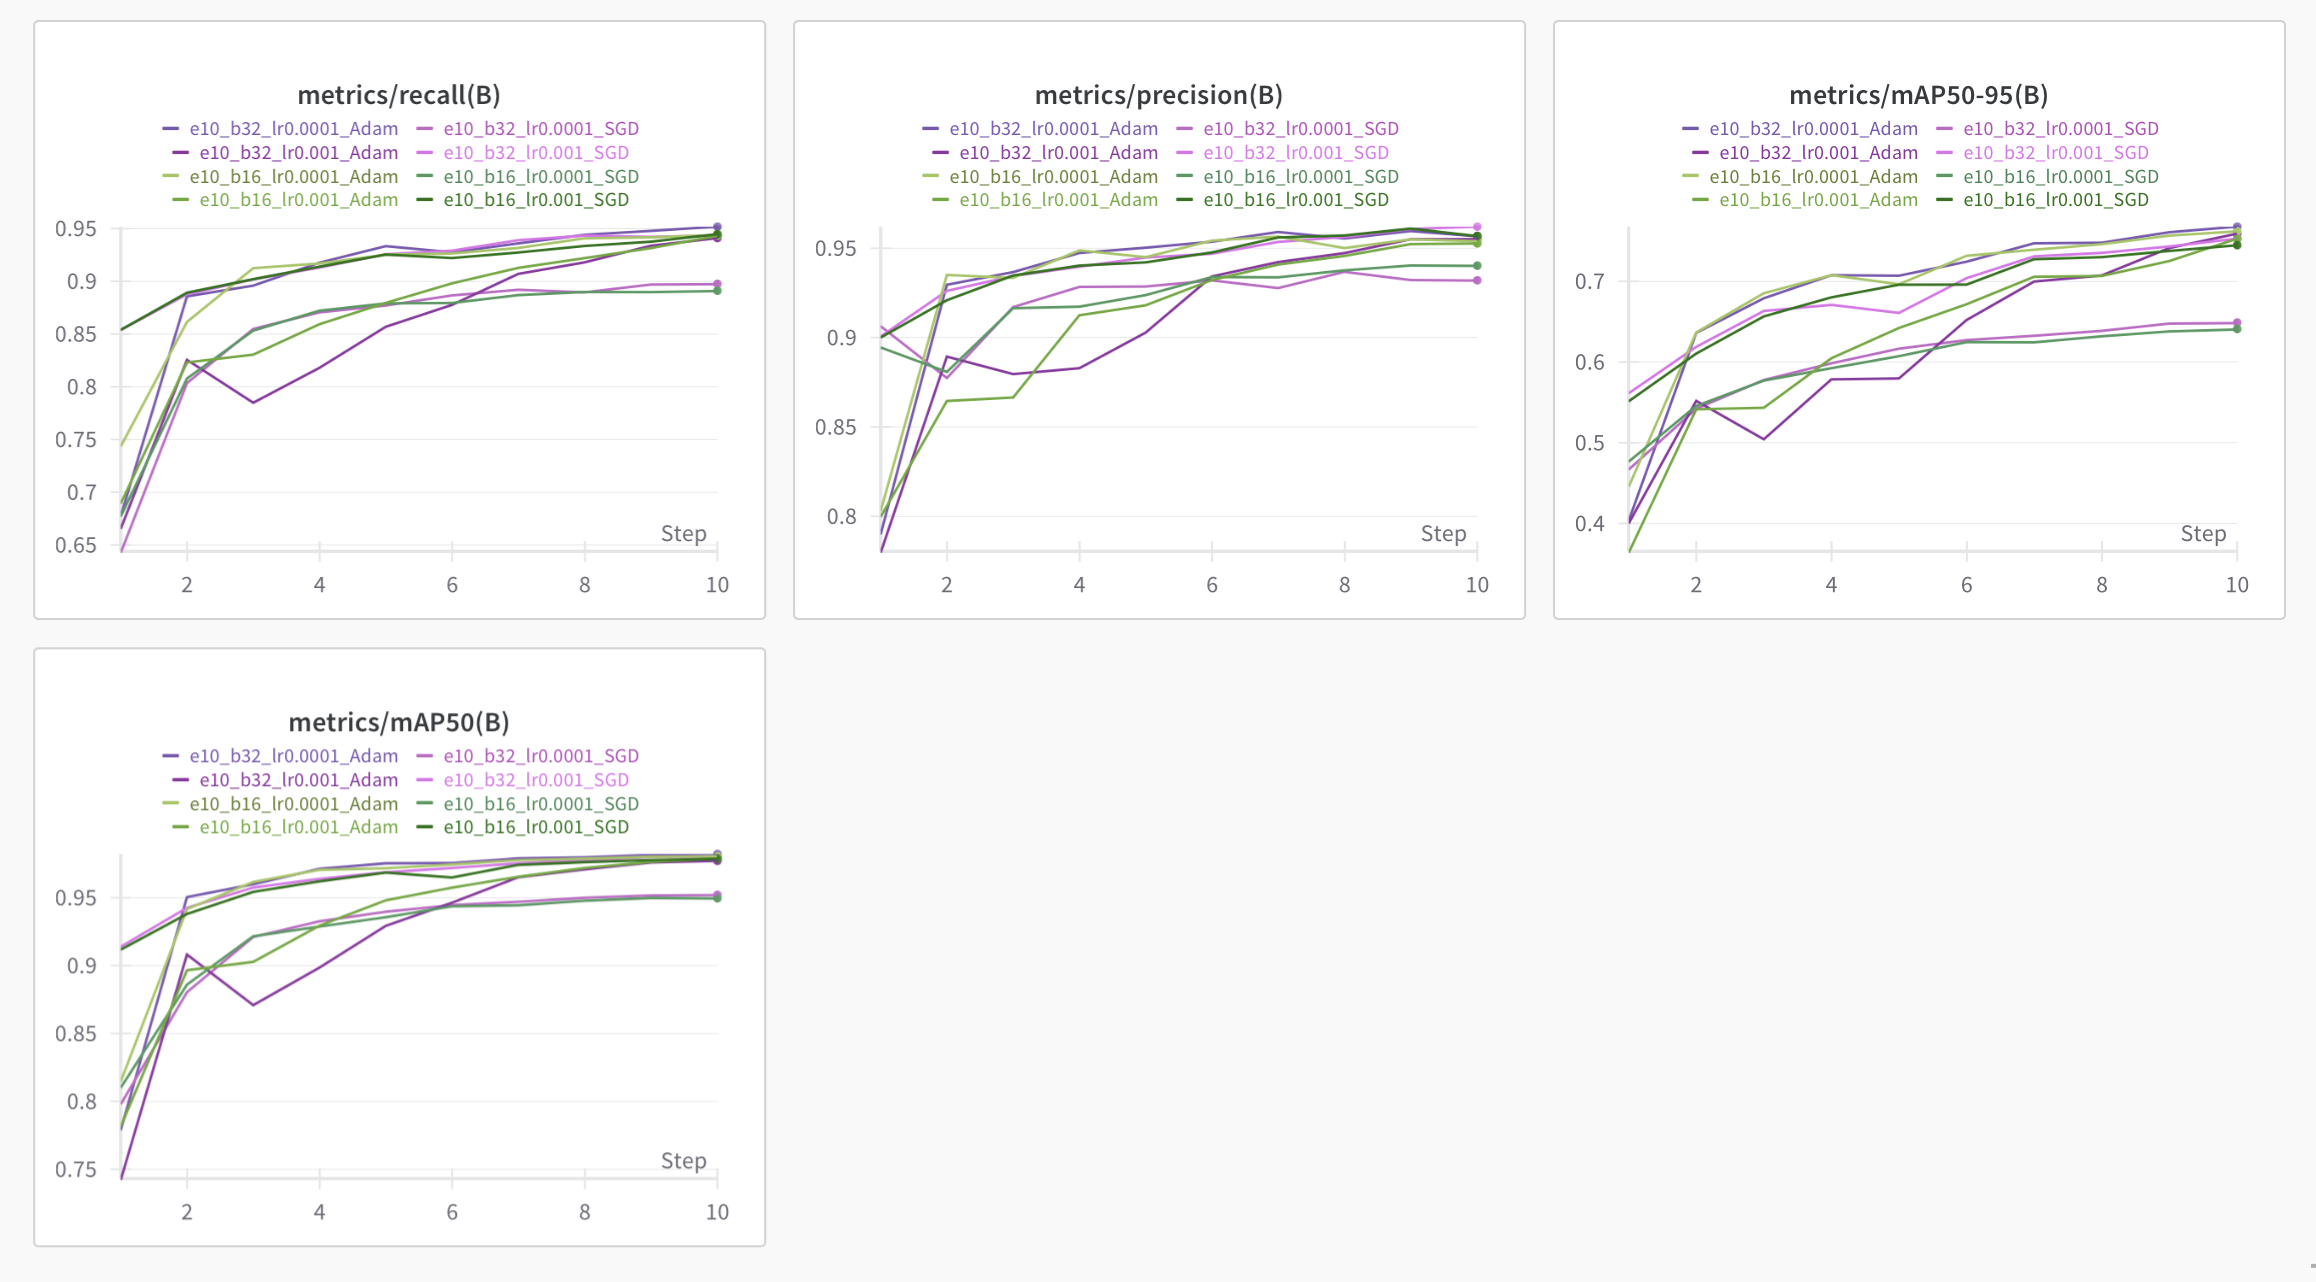 metrics/recall(B)
e10_b32_lr0.0001_Adam e10_b32_lr0.0001_SGD
e10_b32_lr0.001_Adam e10_b32_lr0.001_SGD
e10_b16_lr0.0001_Adam e10_b16_lr0.0001_SGD
e10_b16_lr0.001_Adam e10_b16_lr0.001_SGD
0.95
0.9
0.85
0.8
0.75
0.7
0.65
Step
2 4 6 8 10
metrics/precision(B)
e10_b32_lr0.0001_Adam e10_b32_lr0.0001_SGD
e10_b32_lr0.001_Adam e10_b32_lr0.001_SGD
e10_b16_lr0.0001_Adam e10_b16_lr0.0001_SGD
e10_b16_lr0.001_Adam e10_b16_lr0.001_SGD
0.95
0.9
0.85
0.8
Step
2 4 6 8 10
metrics/mAP50-95(B)
e10_b32_lr0.0001_Adam e10_b32_lr0.0001_SGD
e10_b32_lr0.001_Adam e10_b32_lr0.001_SGD
e10_b16_lr0.0001_Adam e10_b16_lr0.0001_SGD
e10_b16_lr0.001_Adam e10_b16_lr0.001_SGD
0.7
0.6
0.5
0.4
Step
2 4 6 8 10
metrics/mAP50(B)
e10_b32_lr0.0001_Adam e10_b32_lr0.0001_SGD
e10_b32_lr0.001_Adam e10_b32_lr0.001_SGD
e10_b16_lr0.0001_Adam e10_b16_lr0.0001_SGD
e10_b16_lr0.001_Adam e10_b16_lr0.001_SGD
0.95
0.9
0.85
0.8
0.75
Step
2 4 6 8 10